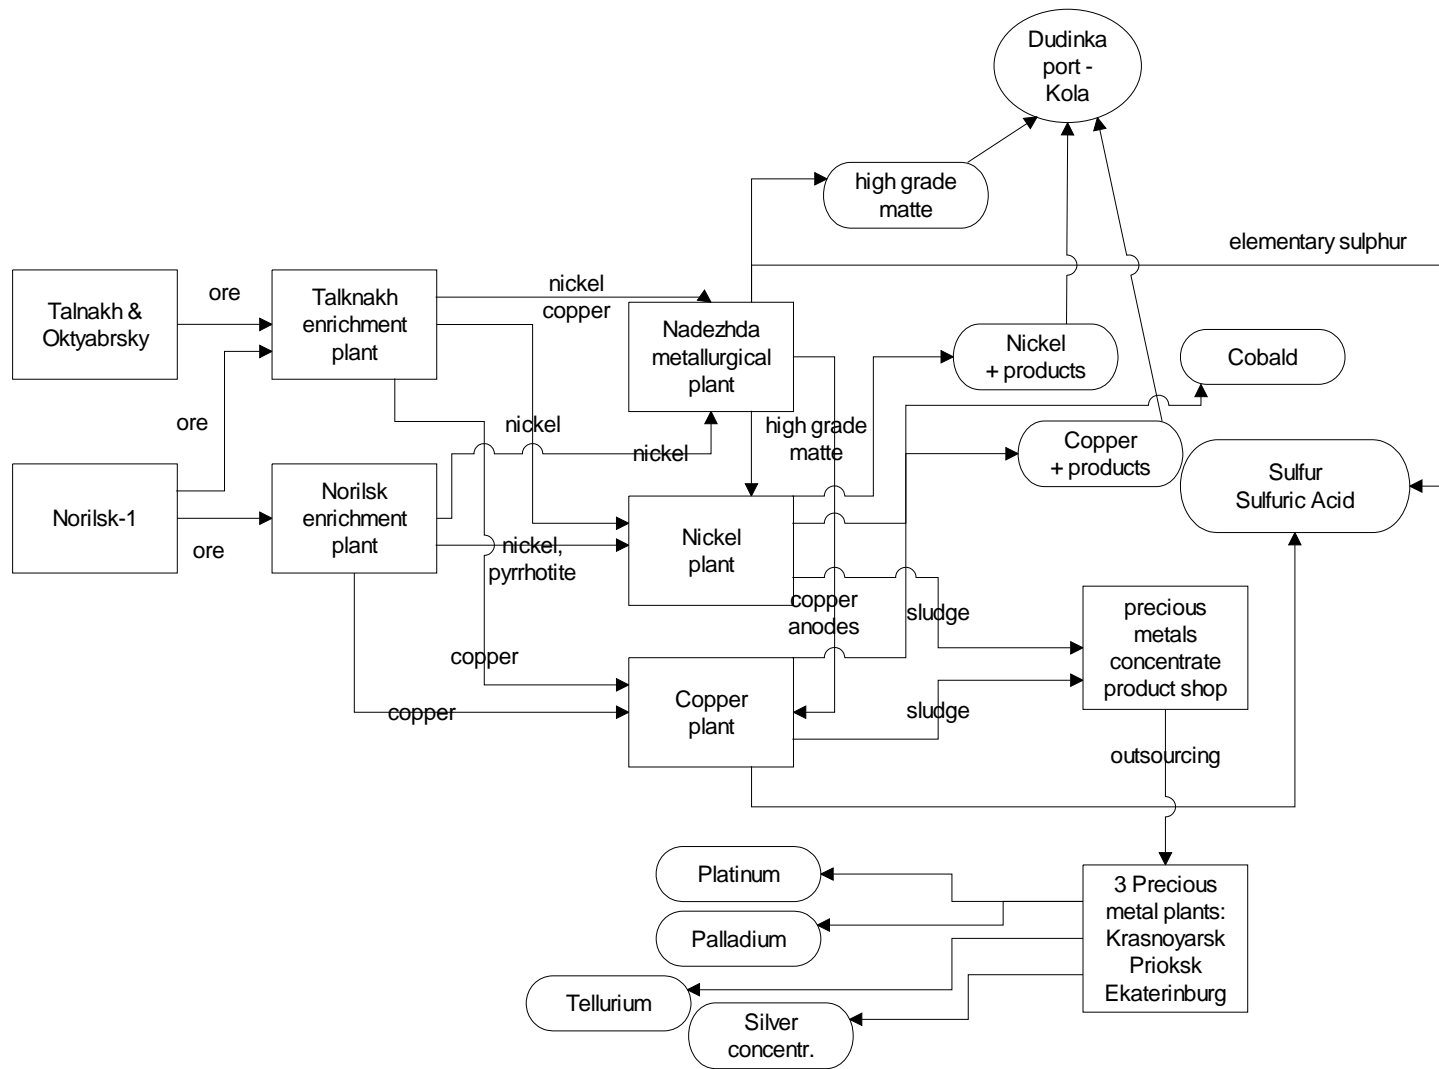 Dudinka
port -
Kola
high grade
matte
elementary sulphur
Talnakh &
Oktyabrsky
ore
Talknakh
enrichment
plant
nickel
copper
Nadezhda
metallurgical
plant
Nickel
+ products
Cobald
ore
nickel
nickel
high grade
matte
Copper
+ products
Sulfur
Sulfuric Acid
Norilsk-1
ore
Norilsk
enrichment
plant
nickel,
pyrrhotite
Nickel
plant
copper
anodes
sludge
precious
metals
concentrate
product shop
copper
copper
Copper
plant
sludge
outsourcing
Platinum
Palladium
Tellurium
Silver
concentr.
3 Precious
metal plants:
Krasnoyarsk
Prioksk
Ekaterinburg